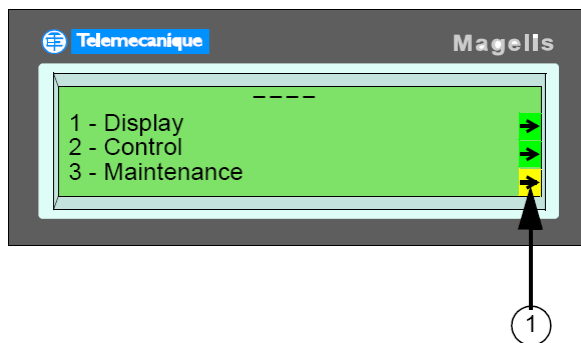 Telemecanique
Magelis
----
1 - Display
2 - Control
3 - Maintenance
1